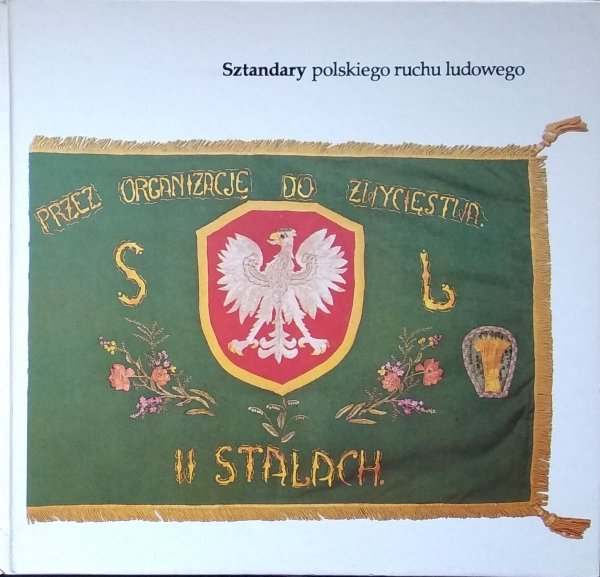 Sztandary polskiego ruchu ludowego
PRZEZ ORGANIZACJĘ DO ZWYCIĘSTWA.
S L
W STALACH.